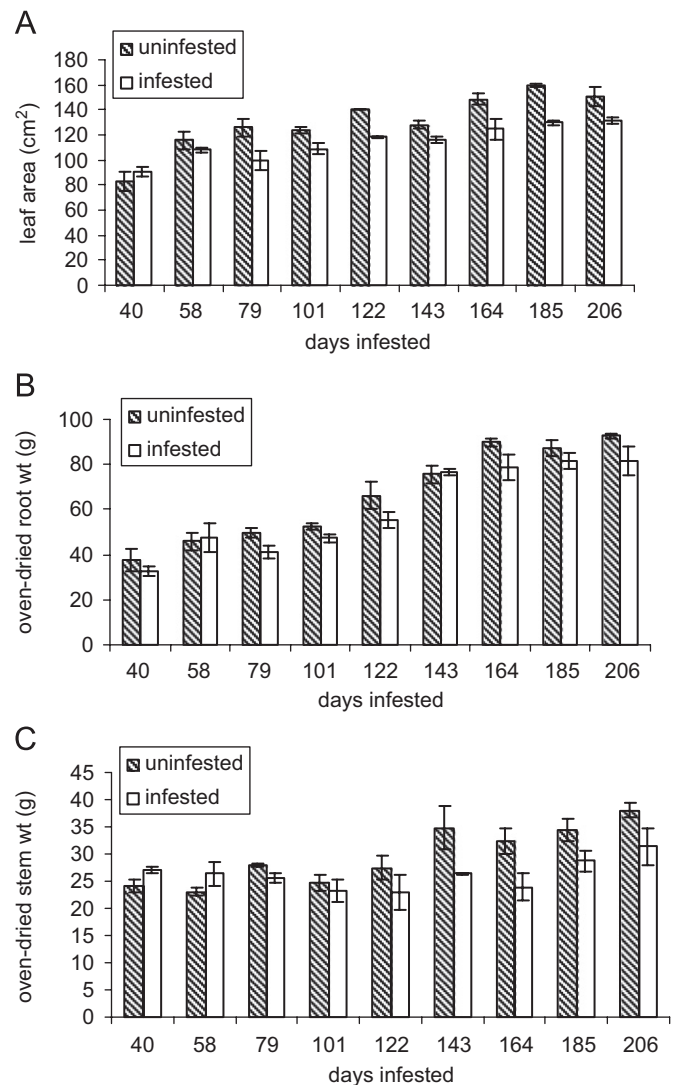 A
uninfested
infested
leaf area (cm²)
180
160
140
120
100
80
60
40
20
0
40 58 79 101 122 143 164 185 206
days infested
B
uninfested
infested
oven-dried root wt (g)
100
80
60
40
20
0
40 58 79 101 122 143 164 185 206
days infested
C
uninfested
infested
oven-dried stem wt (g)
45
40
35
30
25
20
15
10
5
0
40 58 79 101 122 143 164 185 206
days infested